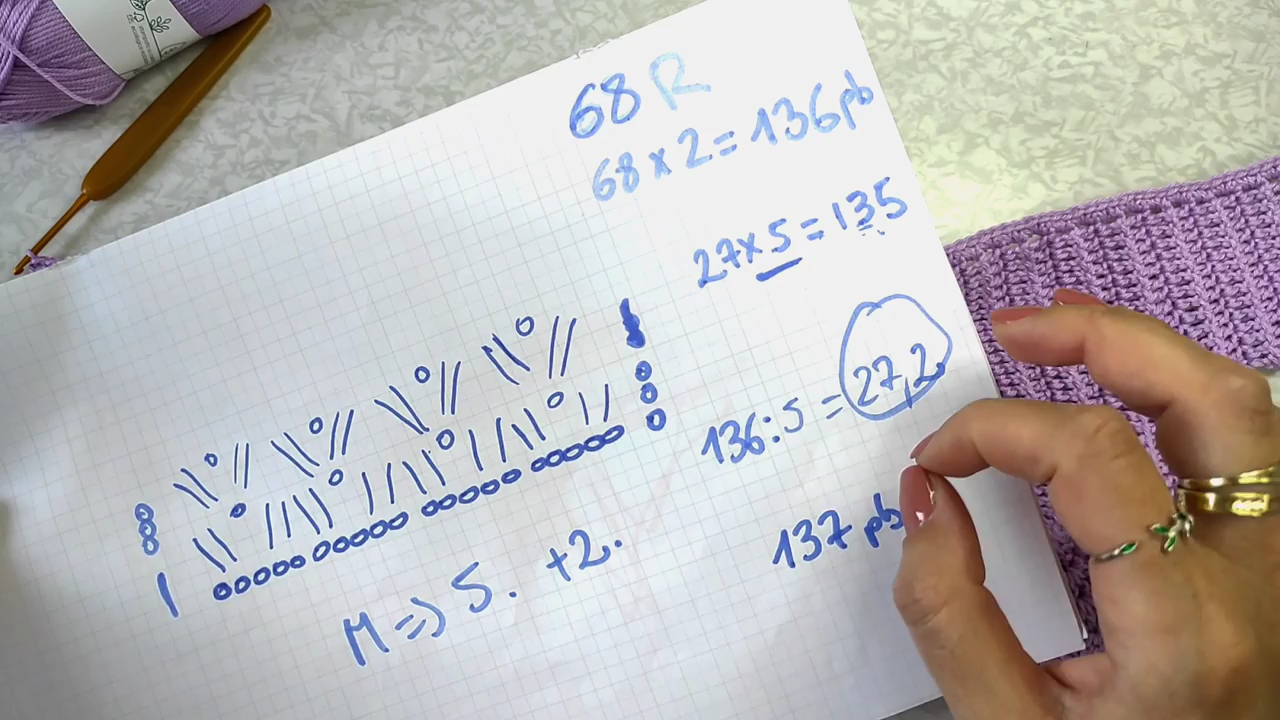 68 R
68 x 2 = 136 pb
27 x 5 = 135
136 : 5 = 27,2
137 pb
M => 5. +2.